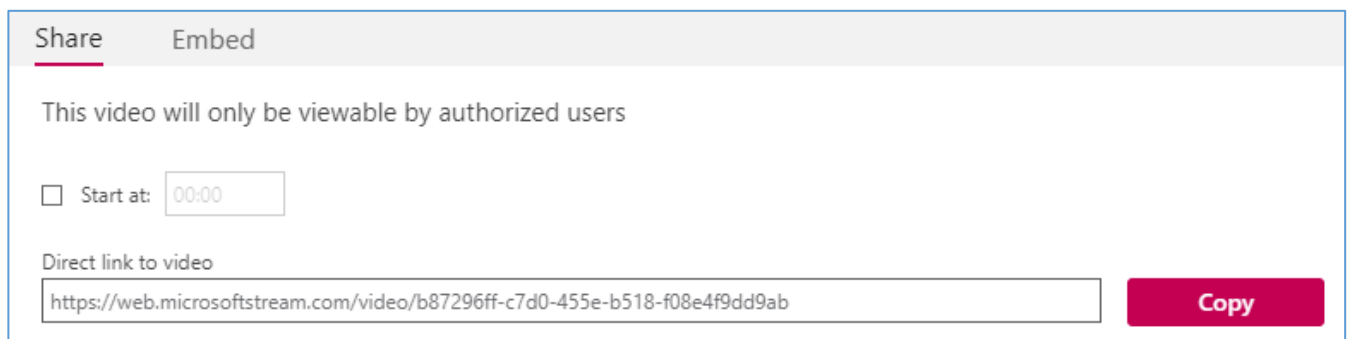 Share Embed
This video will only be viewable by authorized users
Start at: 00:00
Direct link to video
https://web.microsoftstream.com/video/b87296ff-c7d0-455e-b518-f08e4f9dd9ab Copy